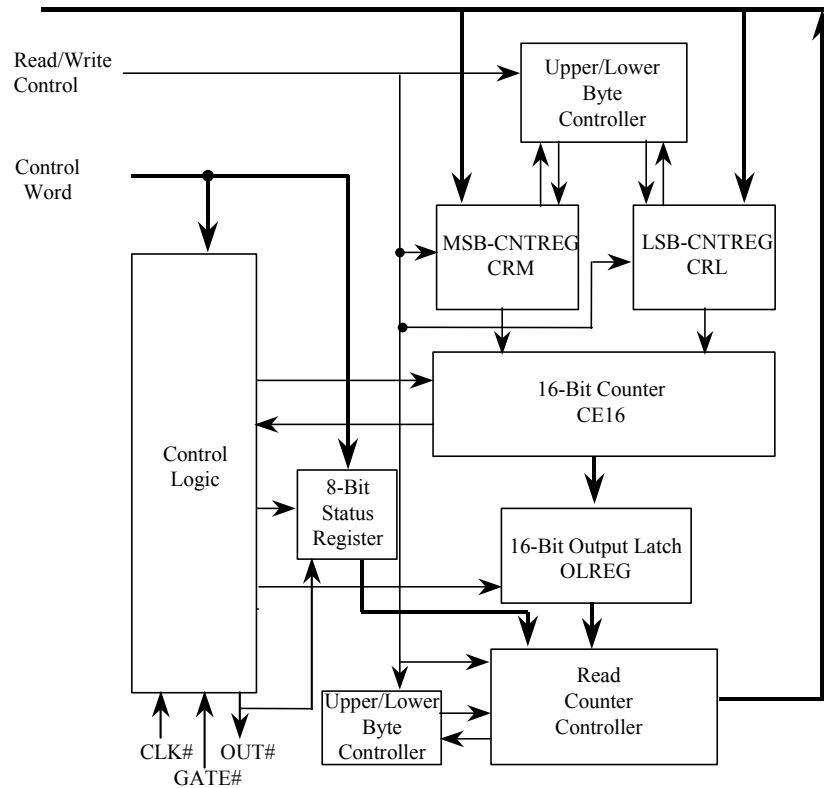 Read/Write
Control
Upper/Lower
Byte
Controller
Control
Word
MSB-CNTREG
CRM
LSB-CNTREG
CRL
16-Bit Counter
CE16
Control
Logic
8-Bit
Status
Register
16-Bit Output Latch
OLREG
Read
Counter
Controller
Upper/Lower
Byte
Controller
CLK#
OUT#
GATE#